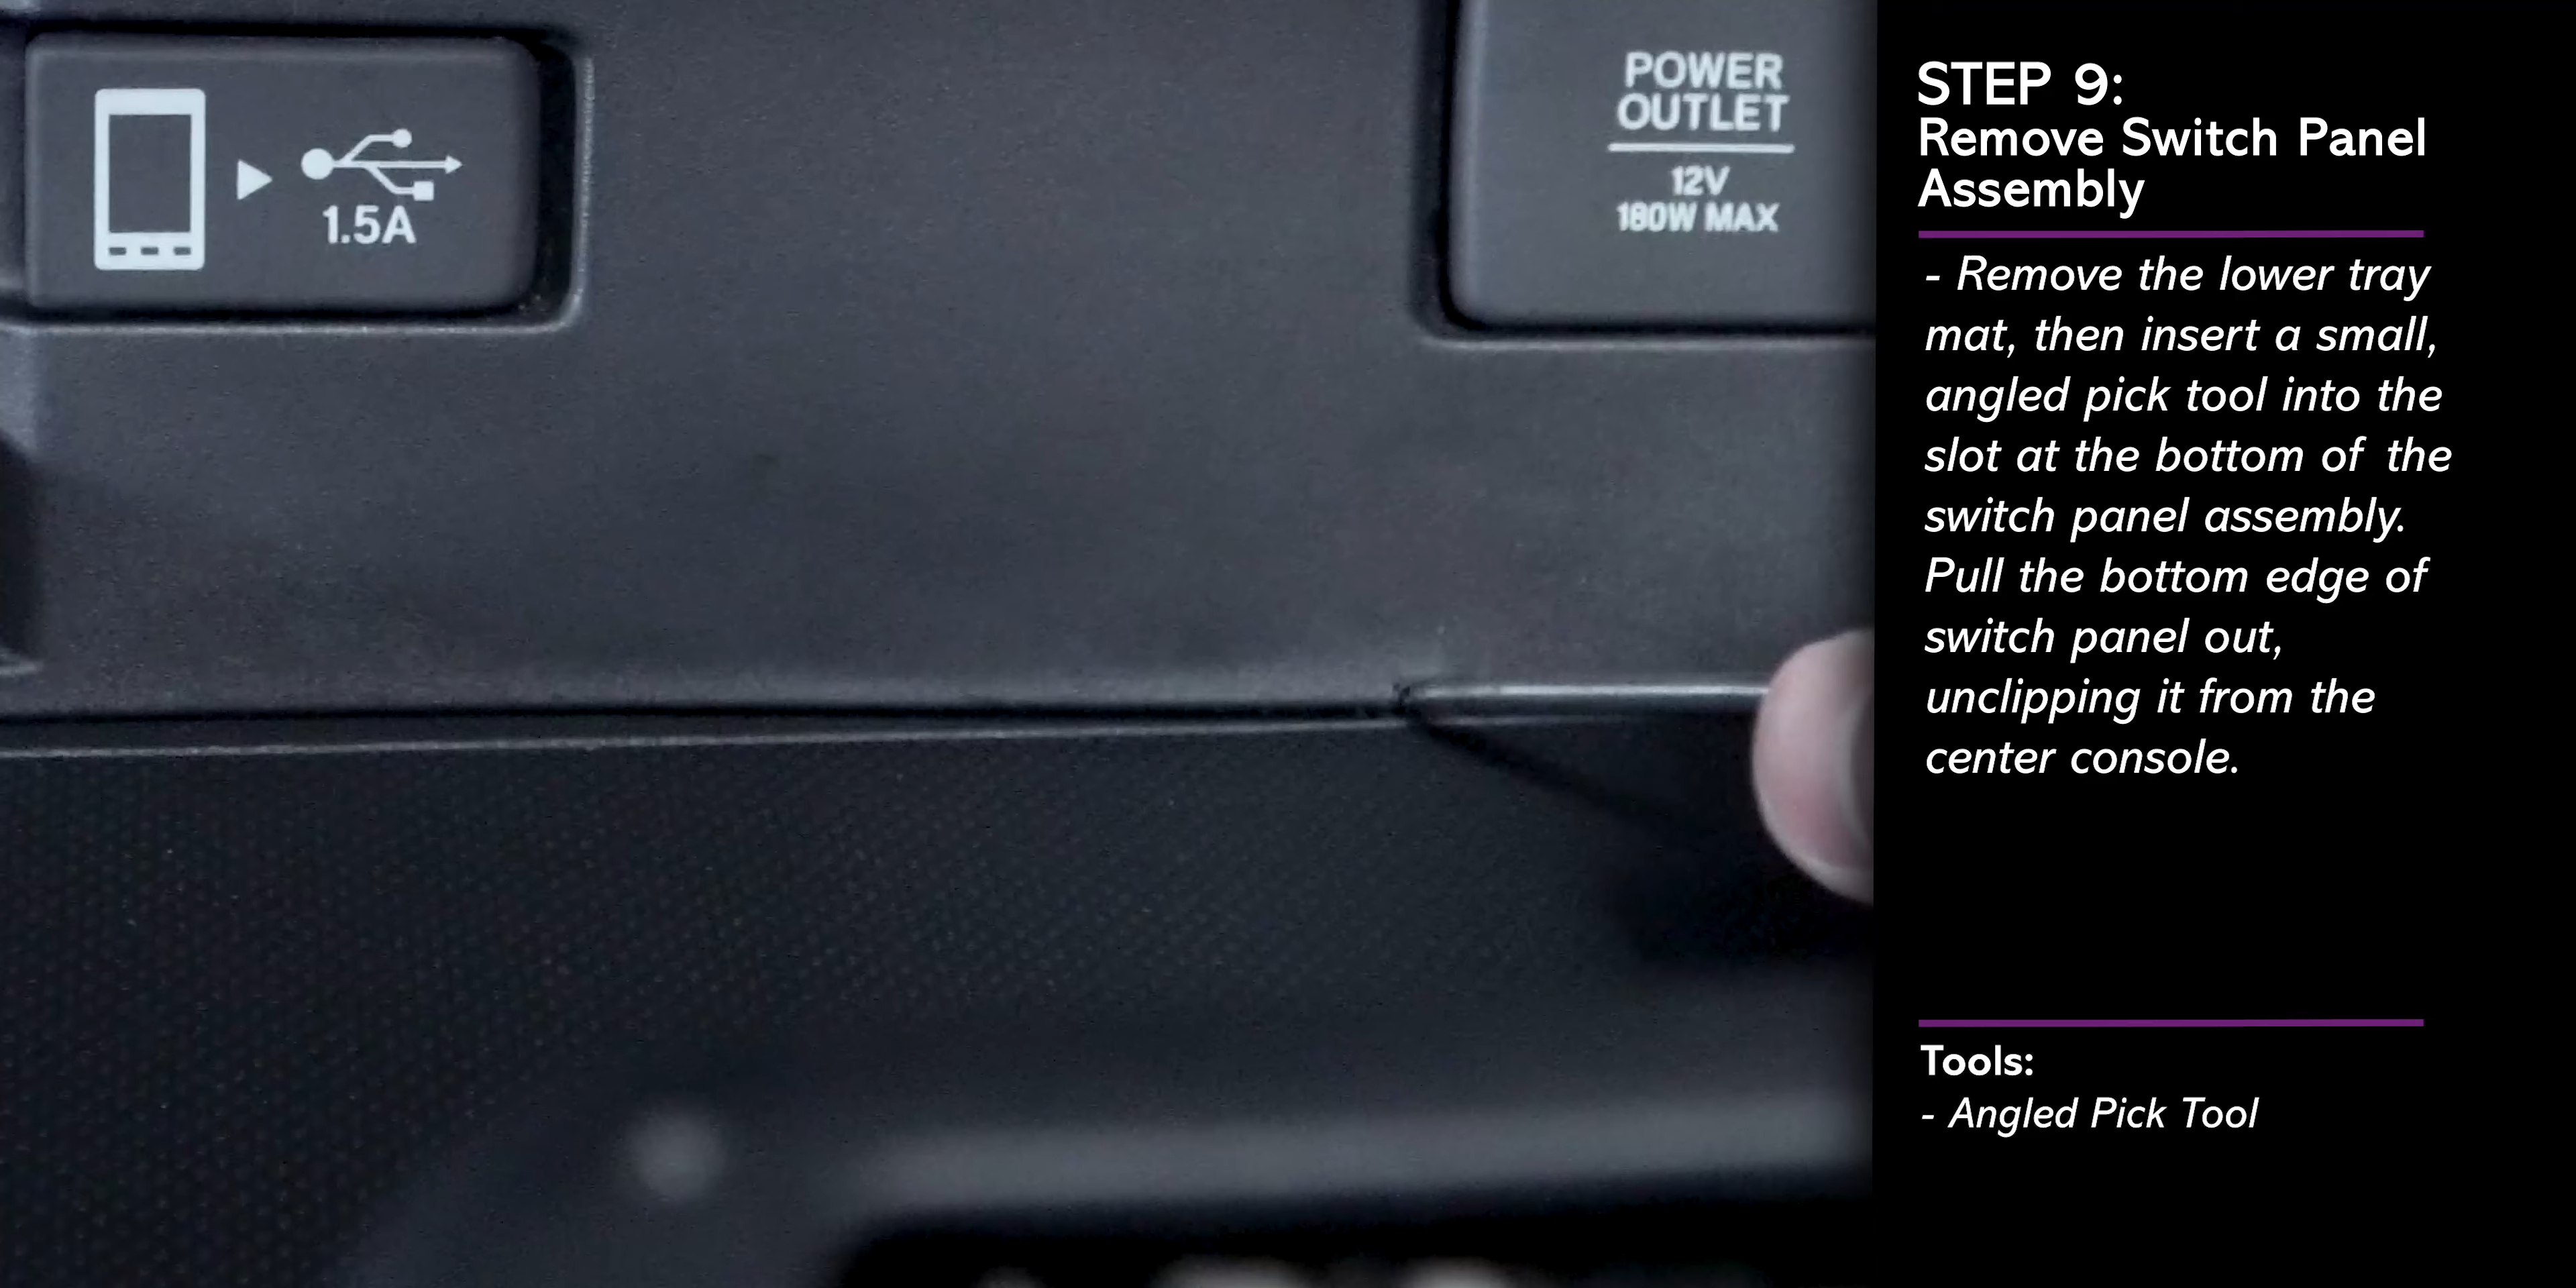 1.5A
POWER
OUTLET
12V
180W MAX
STEP 9:
Remove Switch Panel
Assembly
- Remove the lower tray
mat, then insert a small,
angled pick tool into the
slot at the bottom of the
switch panel assembly.
Pull the bottom edge of
switch panel out,
unclipping it from the
center console.
Tools:
- Angled Pick Tool